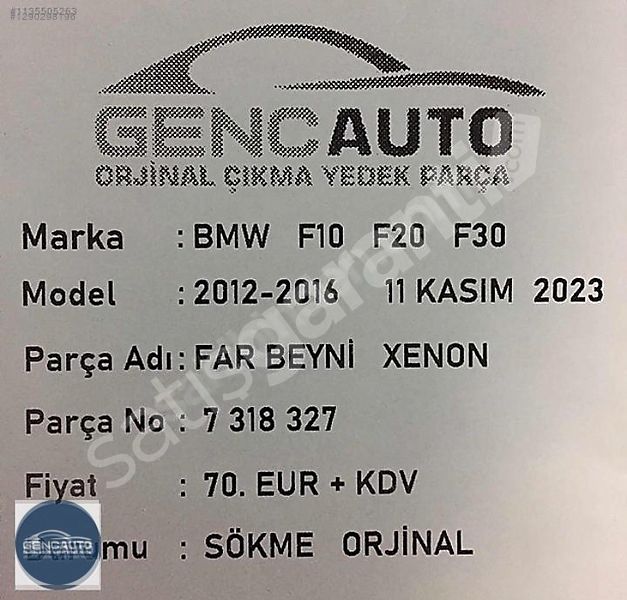 #1135505263
#1290298196
GENCAUTO
ORJİNAL ÇIKMA YEDEK PARÇA
Marka : BMW F10 F20 F30
Model : 2012-2016 11 KASIM 2023
Parça Adı : FAR BEYNİ XENON
Parça No : 7 318 327
Fiyat : 70. EUR + KDV
mu : SÖKME ORJİNAL
GENCAUTO
satışgaranti.com